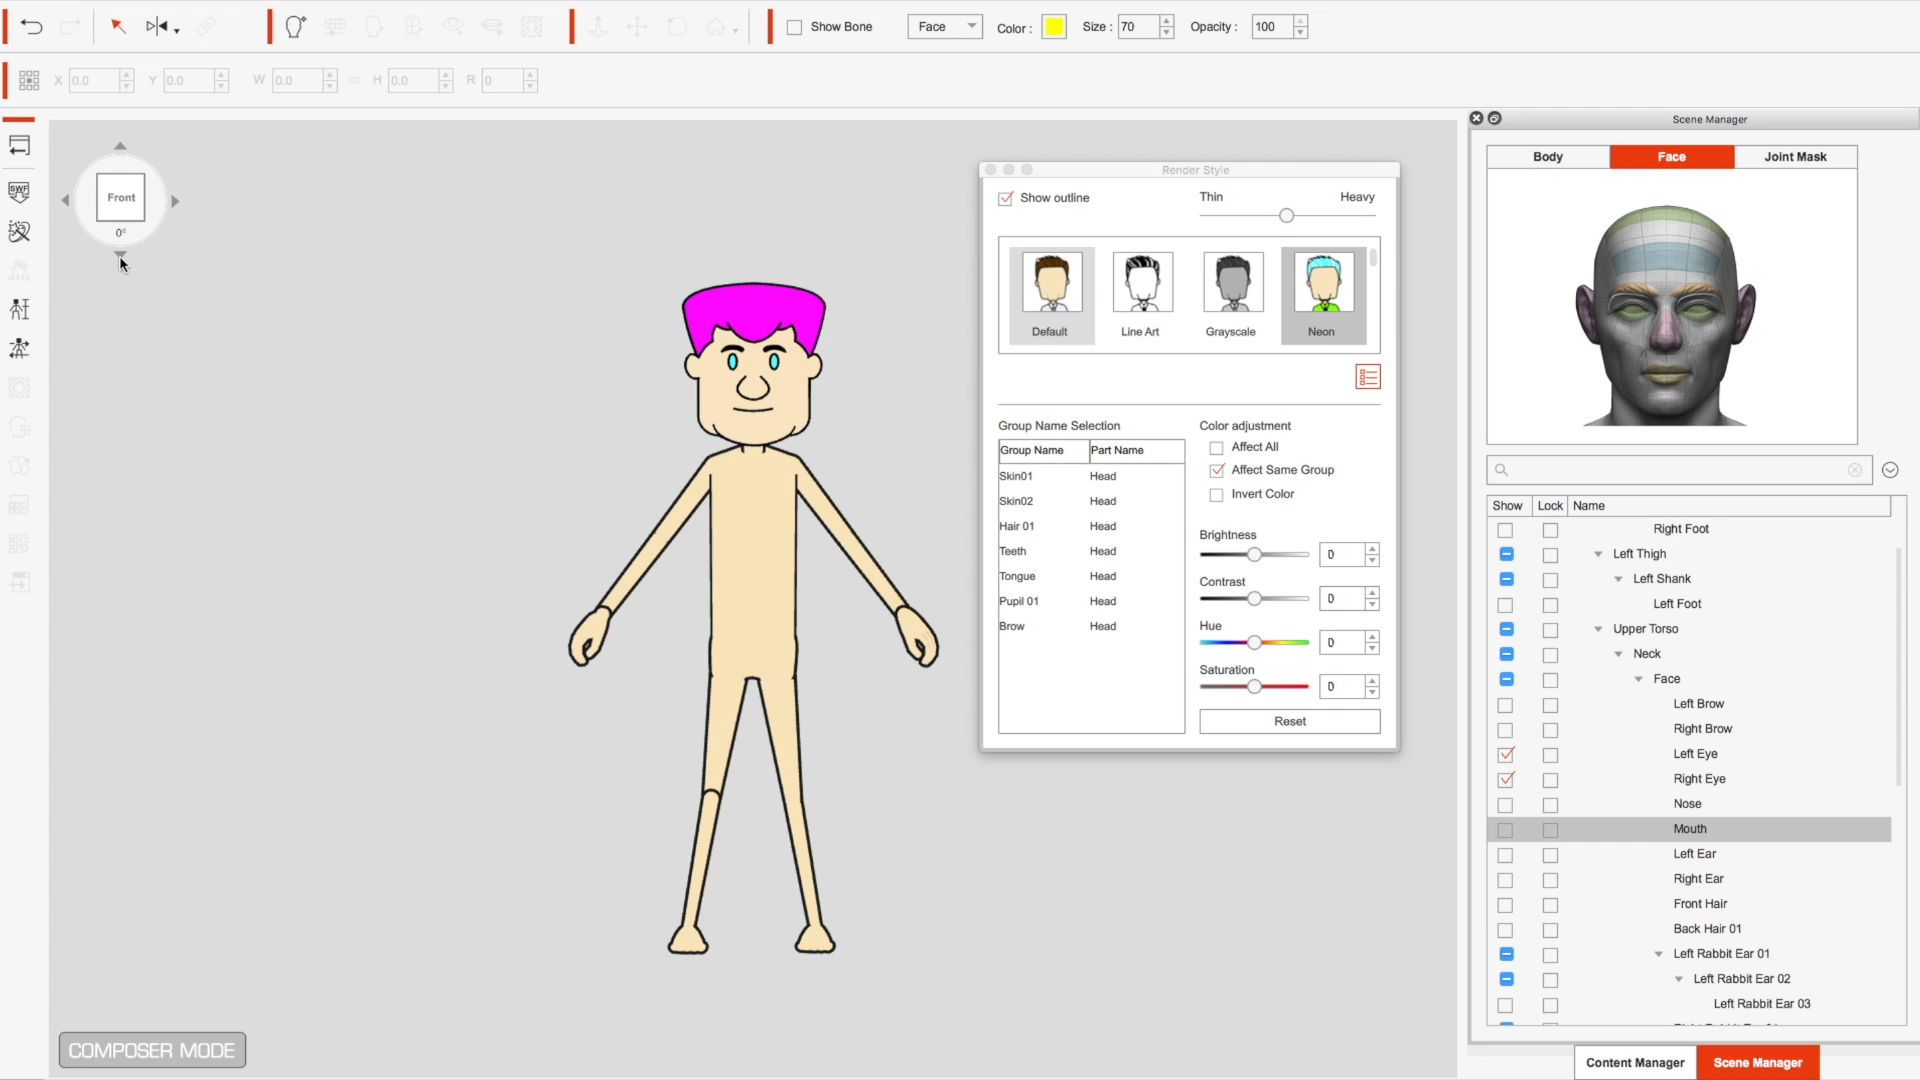 Show Bone Face Color : Size : 70 Opacity : 100
X 0.0 Y 0.0 W 0.0 H 0.0 R 0
Scene Manager
Body Face Joint Mask
SWF
Front
0°
Render Style
Show outline Thin Heavy
Default Line Art Grayscale Neon
Group Name Selection
Group Name Part Name
Skin01 Head
Skin02 Head
Hair 01 Head
Teeth Head
Tongue Head
Pupil 01 Head
Brow Head
Color adjustment
Affect All
Affect Same Group
Invert Color
Brightness
0
Contrast
0
Hue
0
Saturation
0
Reset
Show Lock Name
Right Foot
Left Thigh
Left Shank
Left Foot
Upper Torso
Neck
Face
Left Brow
Right Brow
Left Eye
Right Eye
Nose
Mouth
Left Ear
Right Ear
Front Hair
Back Hair 01
Left Rabbit Ear 01
Left Rabbit Ear 02
Left Rabbit Ear 03
COMPOSER MODE
Content Manager Scene Manager